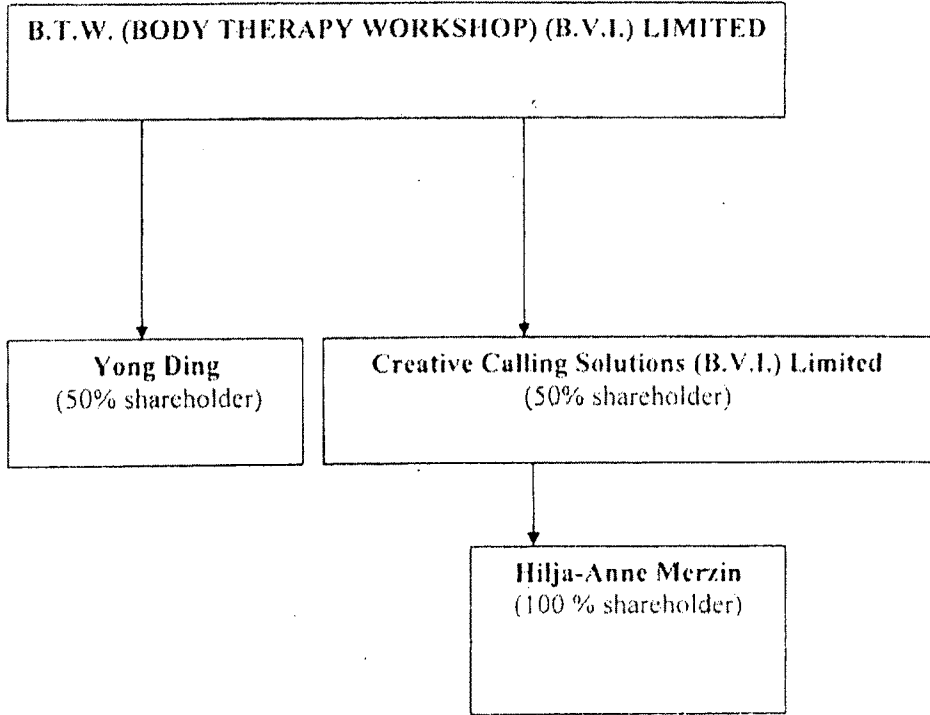 B.T.W. (BODY THERAPY WORKSHOP) (B.V.I.) LIMITED
Yong Ding
(50% shareholder)
Creative Calling Solutions (B.V.I.) Limited
(50% shareholder)
Hilja-Anne Merzin
(100 % shareholder)